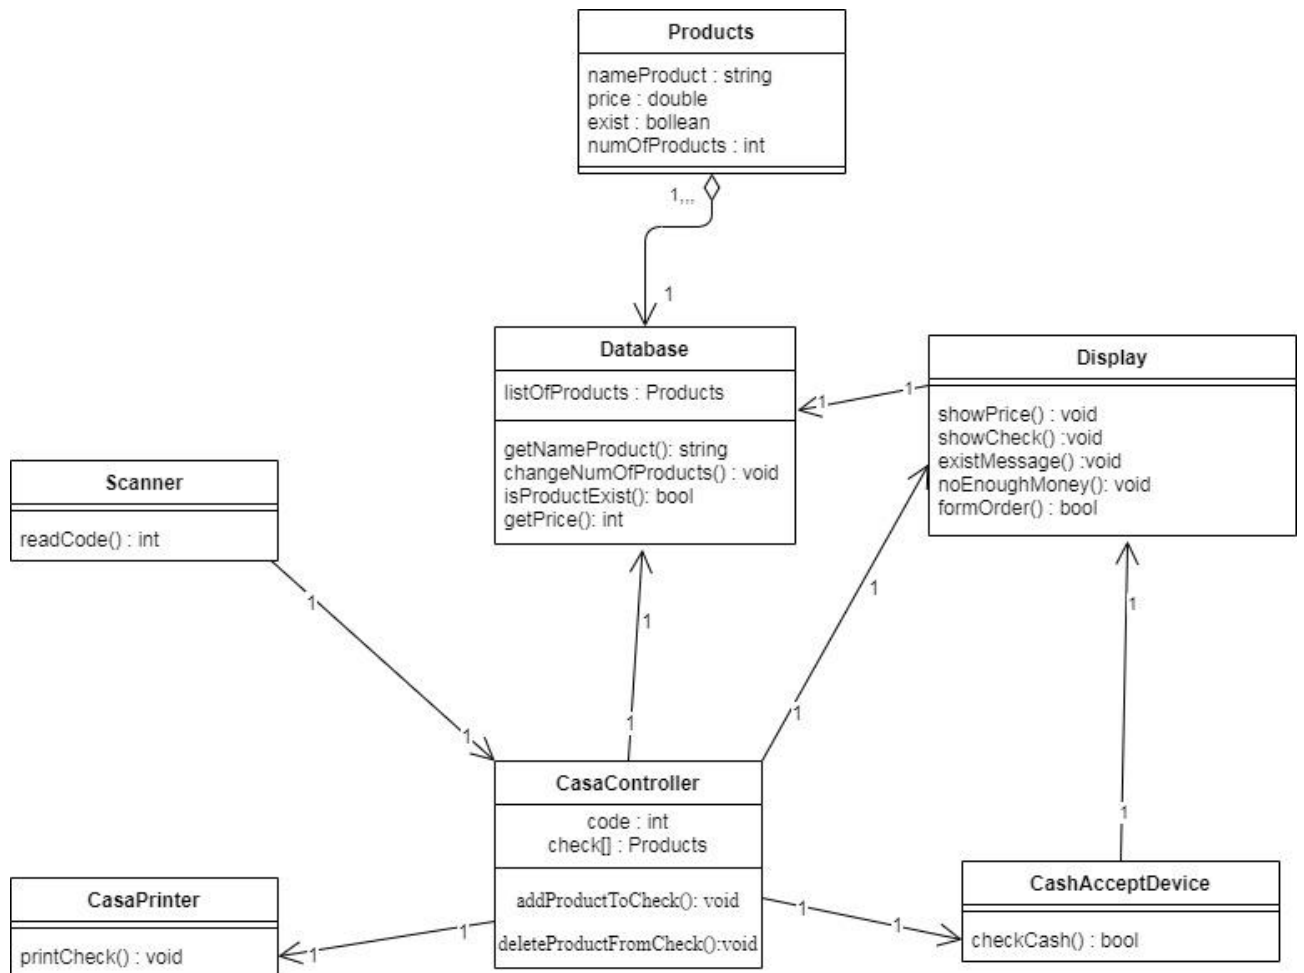 Products
nameProduct : string
price : double
exist : bollean
numOfProducts : int
1,,,
1
Database
listOfProducts : Products
getNameProduct(): string
changeNumOfProducts() : void
isProductExist(): bool
getPrice(): int
1
1
Display
showPrice() : void
showCheck() :void
existMessage() :void
noEnoughMoney(): void
formOrder() : bool
Scanner
readCode() : int
1
1
1
1
1
1
1
1
CasaController
code : int
check[] : Products
addProductToCheck(): void
deleteProductFromCheck():void
CasaPrinter
printCheck() : void
1
1
1
1
CashAcceptDevice
checkCash() : bool